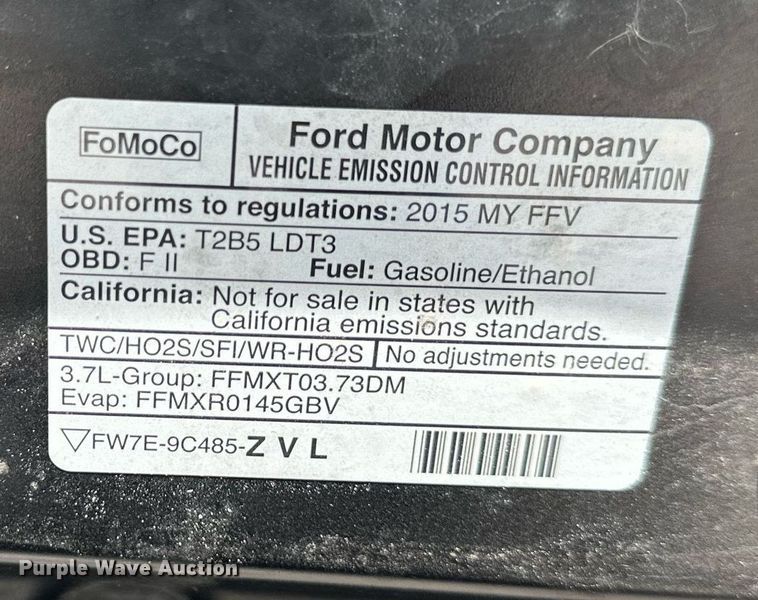 FoMoCo
Ford Motor Company
VEHICLE EMISSION CONTROL INFORMATION
Conforms to regulations: 2015 MY FFV
U.S. EPA: T2B5 LDT3
OBD: F II Fuel: Gasoline/Ethanol
California: Not for sale in states with
California emissions standards.
TWC/HO2S/SFI/WR-HO2S No adjustments needed.
3.7L-Group: FFMXT03.73DM
Evap: FFMXR0145GBV
▽FW7E-9C485-Z V L
Purple Wave Auction